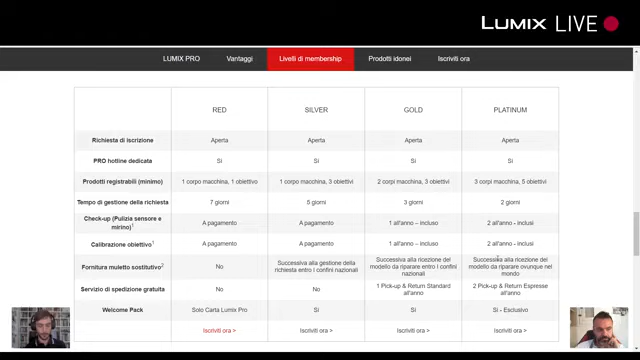 LUMIX LIVE
LUMIX PRO Vantaggi Livelli di membership Prodotti idonei Iscriviti ora
RED SILVER GOLD PLATINUM
Richiesta di iscrizione Aperta Aperta Aperta Aperta
PRO hotline dedicata Sì Sì Sì Sì
Prodotti registrabili (minimo) 1 corpo macchina, 1 obiettivo 1 corpo macchina, 3 obiettivi 2 corpi macchina, 3 obiettivi 3 corpi macchina, 5 obiettivi
Tempo di gestione della richiesta 7 giorni 5 giorni 3 giorni 2 giorni
Check-up (Pulizia sensore e
mirino)1 A pagamento A pagamento 1 all'anno – incluso 2 all'anno - inclusi
Calibrazione obiettivo1 A pagamento A pagamento 1 all'anno – incluso 2 all'anno - inclusi
Fornitura muletto sostitutivo2 No Successiva alla gestione della
richiesta entro i confini nazionali Successiva alla ricezione del
modello da riparare entro i confini
nazionali Successiva alla ricezione del
modello da riparare ovunque nel
mondo
Servizio di spedizione gratuita No No 1 Pick-up & Return Standard
all'anno 2 Pick-up & Return Espresse
all'anno
Welcome Pack Solo Carta Lumix Pro Sì Sì Sì - Esclusivo
Iscriviti ora > Iscriviti ora > Iscriviti ora > Iscriviti ora >